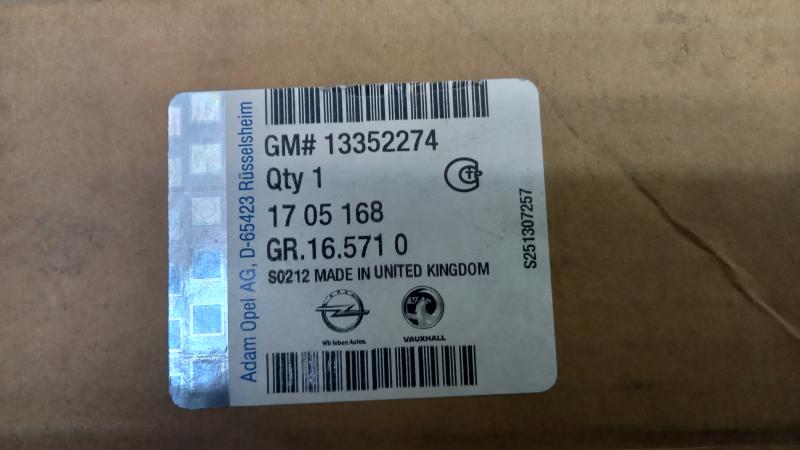 Adam Opel AG, D-65423 Rüsselsheim
GM# 13352274
Qty 1
17 05 168
GR.16.571 0
S0212 MADE IN UNITED KINGDOM
Wir leben Autos.
VAUXHALL
S251307257